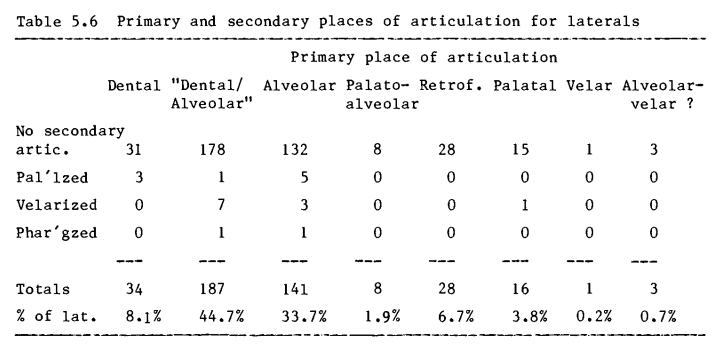 Table 5.6 Primary and secondary places of articulation for laterals
Primary place of articulation
Dental "Dental/ Alveolar Palato- Retrof. Palatal Velar Alveolar-
Alveolar" alveolar velar ?
No secondary
artic. 31 178 132 8 28 15 1 3
Pal'lzed 3 1 5 0 0 0 0 0
Velarized 0 7 3 0 0 1 0 0
Phar'gzed 0 1 1 0 0 0 0 0
--- --- --- --- --- --- --- ---
Totals 34 187 141 8 28 16 1 3
% of lat. 8.1% 44.7% 33.7% 1.9% 6.7% 3.8% 0.2% 0.7%